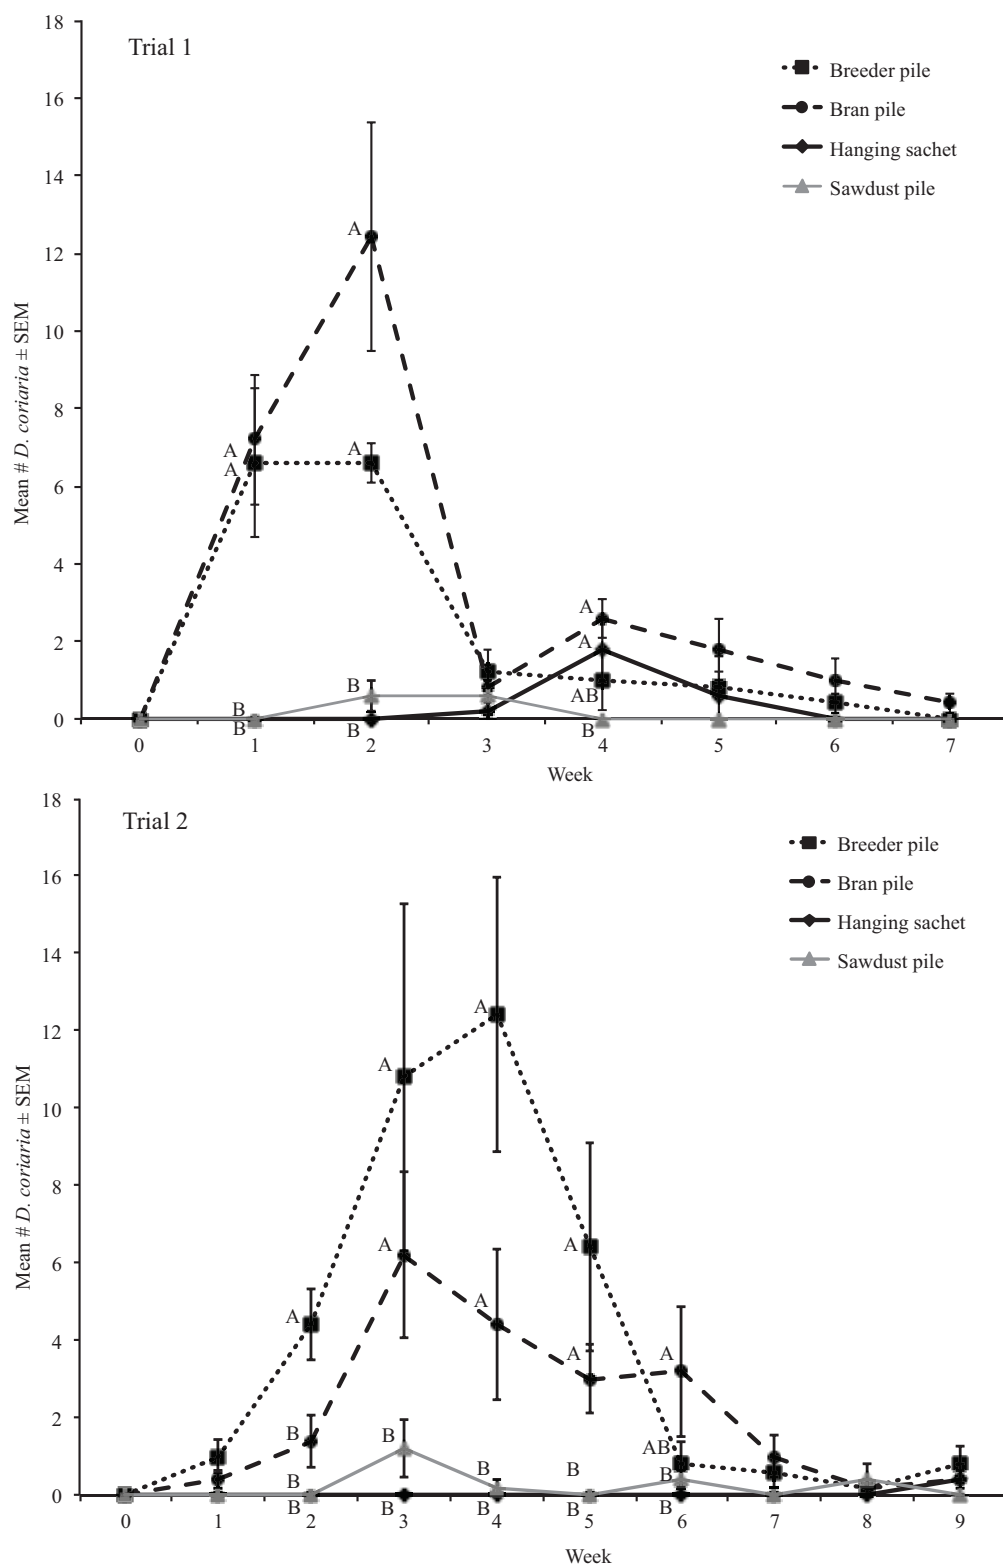 18
Trial 1
Breeder pile
16
Bran pile
Hanging sachet
14
Sawdust pile
A
12
Mean # D. coriaria ± SEM
10
8
A
A
A
6
4
A
2
A
B
AB
B
0
B
B
B
0
1
2
3
4
5
6
7
Week
18
Trial 2
Breeder pile
16
Bran pile
Hanging sachet
14
Sawdust pile
12
A
A
Mean # D. coriaria ± SEM
10
8
6
A
A
A
4
A
A
A
2
B
B
AB
B
B
B
B
0
B
B
B
B
B
0
1
2
3
4
5
6
7
8
9
Week